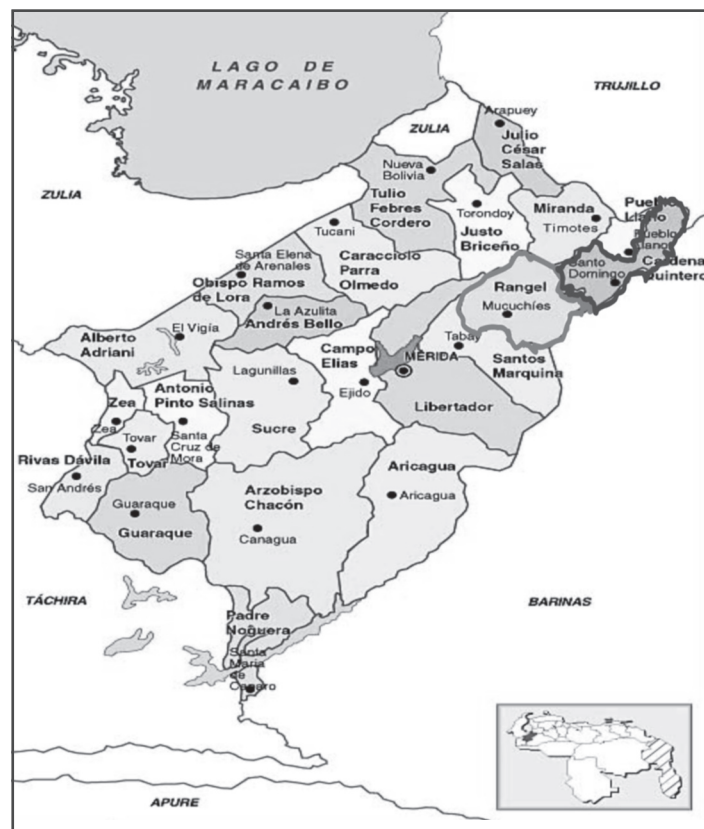 LAGO DE
MARACAIBO
TRUJILLO
ZULIA
Arapuey
Julio
César
Salas
ZULIA
Nueva
Bolivia
Tulio
Febres
Cordero
Torondoy
Justo
Briceño
Miranda
Timotes
Pueblo
Llano
Pueblo
Llano
Tucani
Caracciolo
Parra
Olmedo
Santo
Domingo
Cardenal
Quintero
Santa Elena
de Arenales
Obispo Ramos
de Lora
Rangel
Mucuchíes
La Azulita
Andrés Bello
El Vigía
Alberto
Adriani
Campo
Elías
Ejido
MÉRIDA
Tabay
Santos
Marquina
Lagunillas
Sucre
Libertador
Antonio
Pinto Salinas
Santa
Cruz de
Mora
Zea
Zea
Tovar
Tovar
Rivas Dávila
San Andrés
Aricagua
Aricagua
Guaraque
Guaraque
Arzobispo
Chacón
Canagua
TÁCHIRA
BARINAS
Padre
Noguera
Santa
María
de
APURE